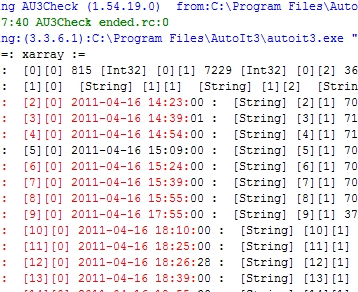 ng AU3Check (1.54.19.0) from:C:\Program Files\Auto
7:40 AU3Check ended.rc:0
ng:(3.3.6.1):C:\Program Files\AutoIt3\autoit3.exe "
=: xarray :=
: [0][0] 815 [Int32] [0][1] 7229 [Int32] [0][2] 36
: [1][0] [String] [1][1] [String] [1][2] [Strin
: [2][0] 2011-04-16 14:23:00 : [String] [2][1] 70
: [3][0] 2011-04-16 14:39:01 : [String] [3][1] 71
: [4][0] 2011-04-16 14:54:00 : [String] [4][1] 71
: [5][0] 2011-04-16 15:09:00 : [String] [5][1] 70
: [6][0] 2011-04-16 15:24:00 : [String] [6][1] 70
: [7][0] 2011-04-16 15:39:00 : [String] [7][1] 70
: [8][0] 2011-04-16 15:55:00 : [String] [8][1] 70
: [9][0] 2011-04-16 17:55:00 : [String] [9][1] 37
: [10][0] 2011-04-16 18:10:00 : [String] [10][1]
: [11][0] 2011-04-16 18:25:00 : [String] [11][1]
: [12][0] 2011-04-16 18:26:28 : [String] [12][1]
: [13][0] 2011-04-16 18:39:00 : [String] [13][1]